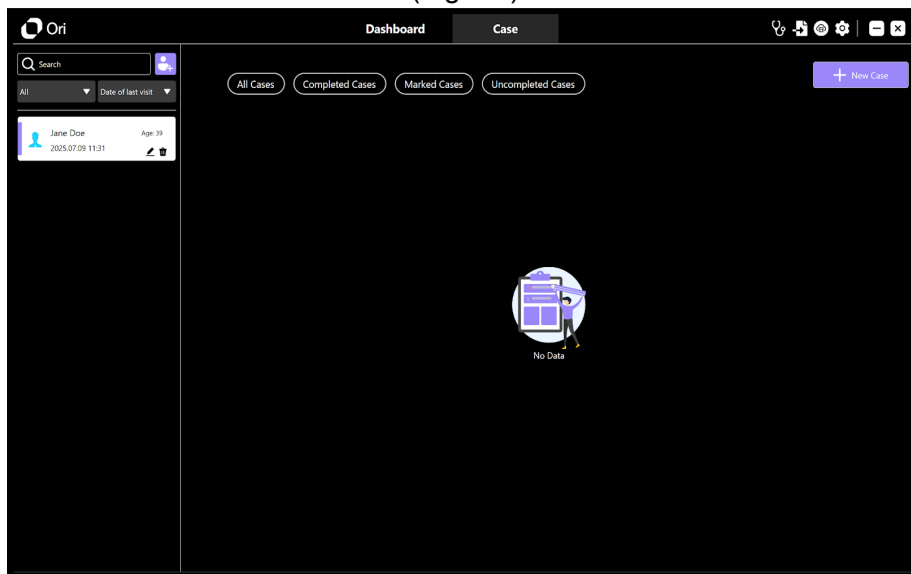 Ori
Dashboard
Case
Search
All
Date of last visit
Jane Doe
Age: 39
2025.07.09 11:31
All Cases
Completed Cases
Marked Cases
Uncompleted Cases
New Case
No Data